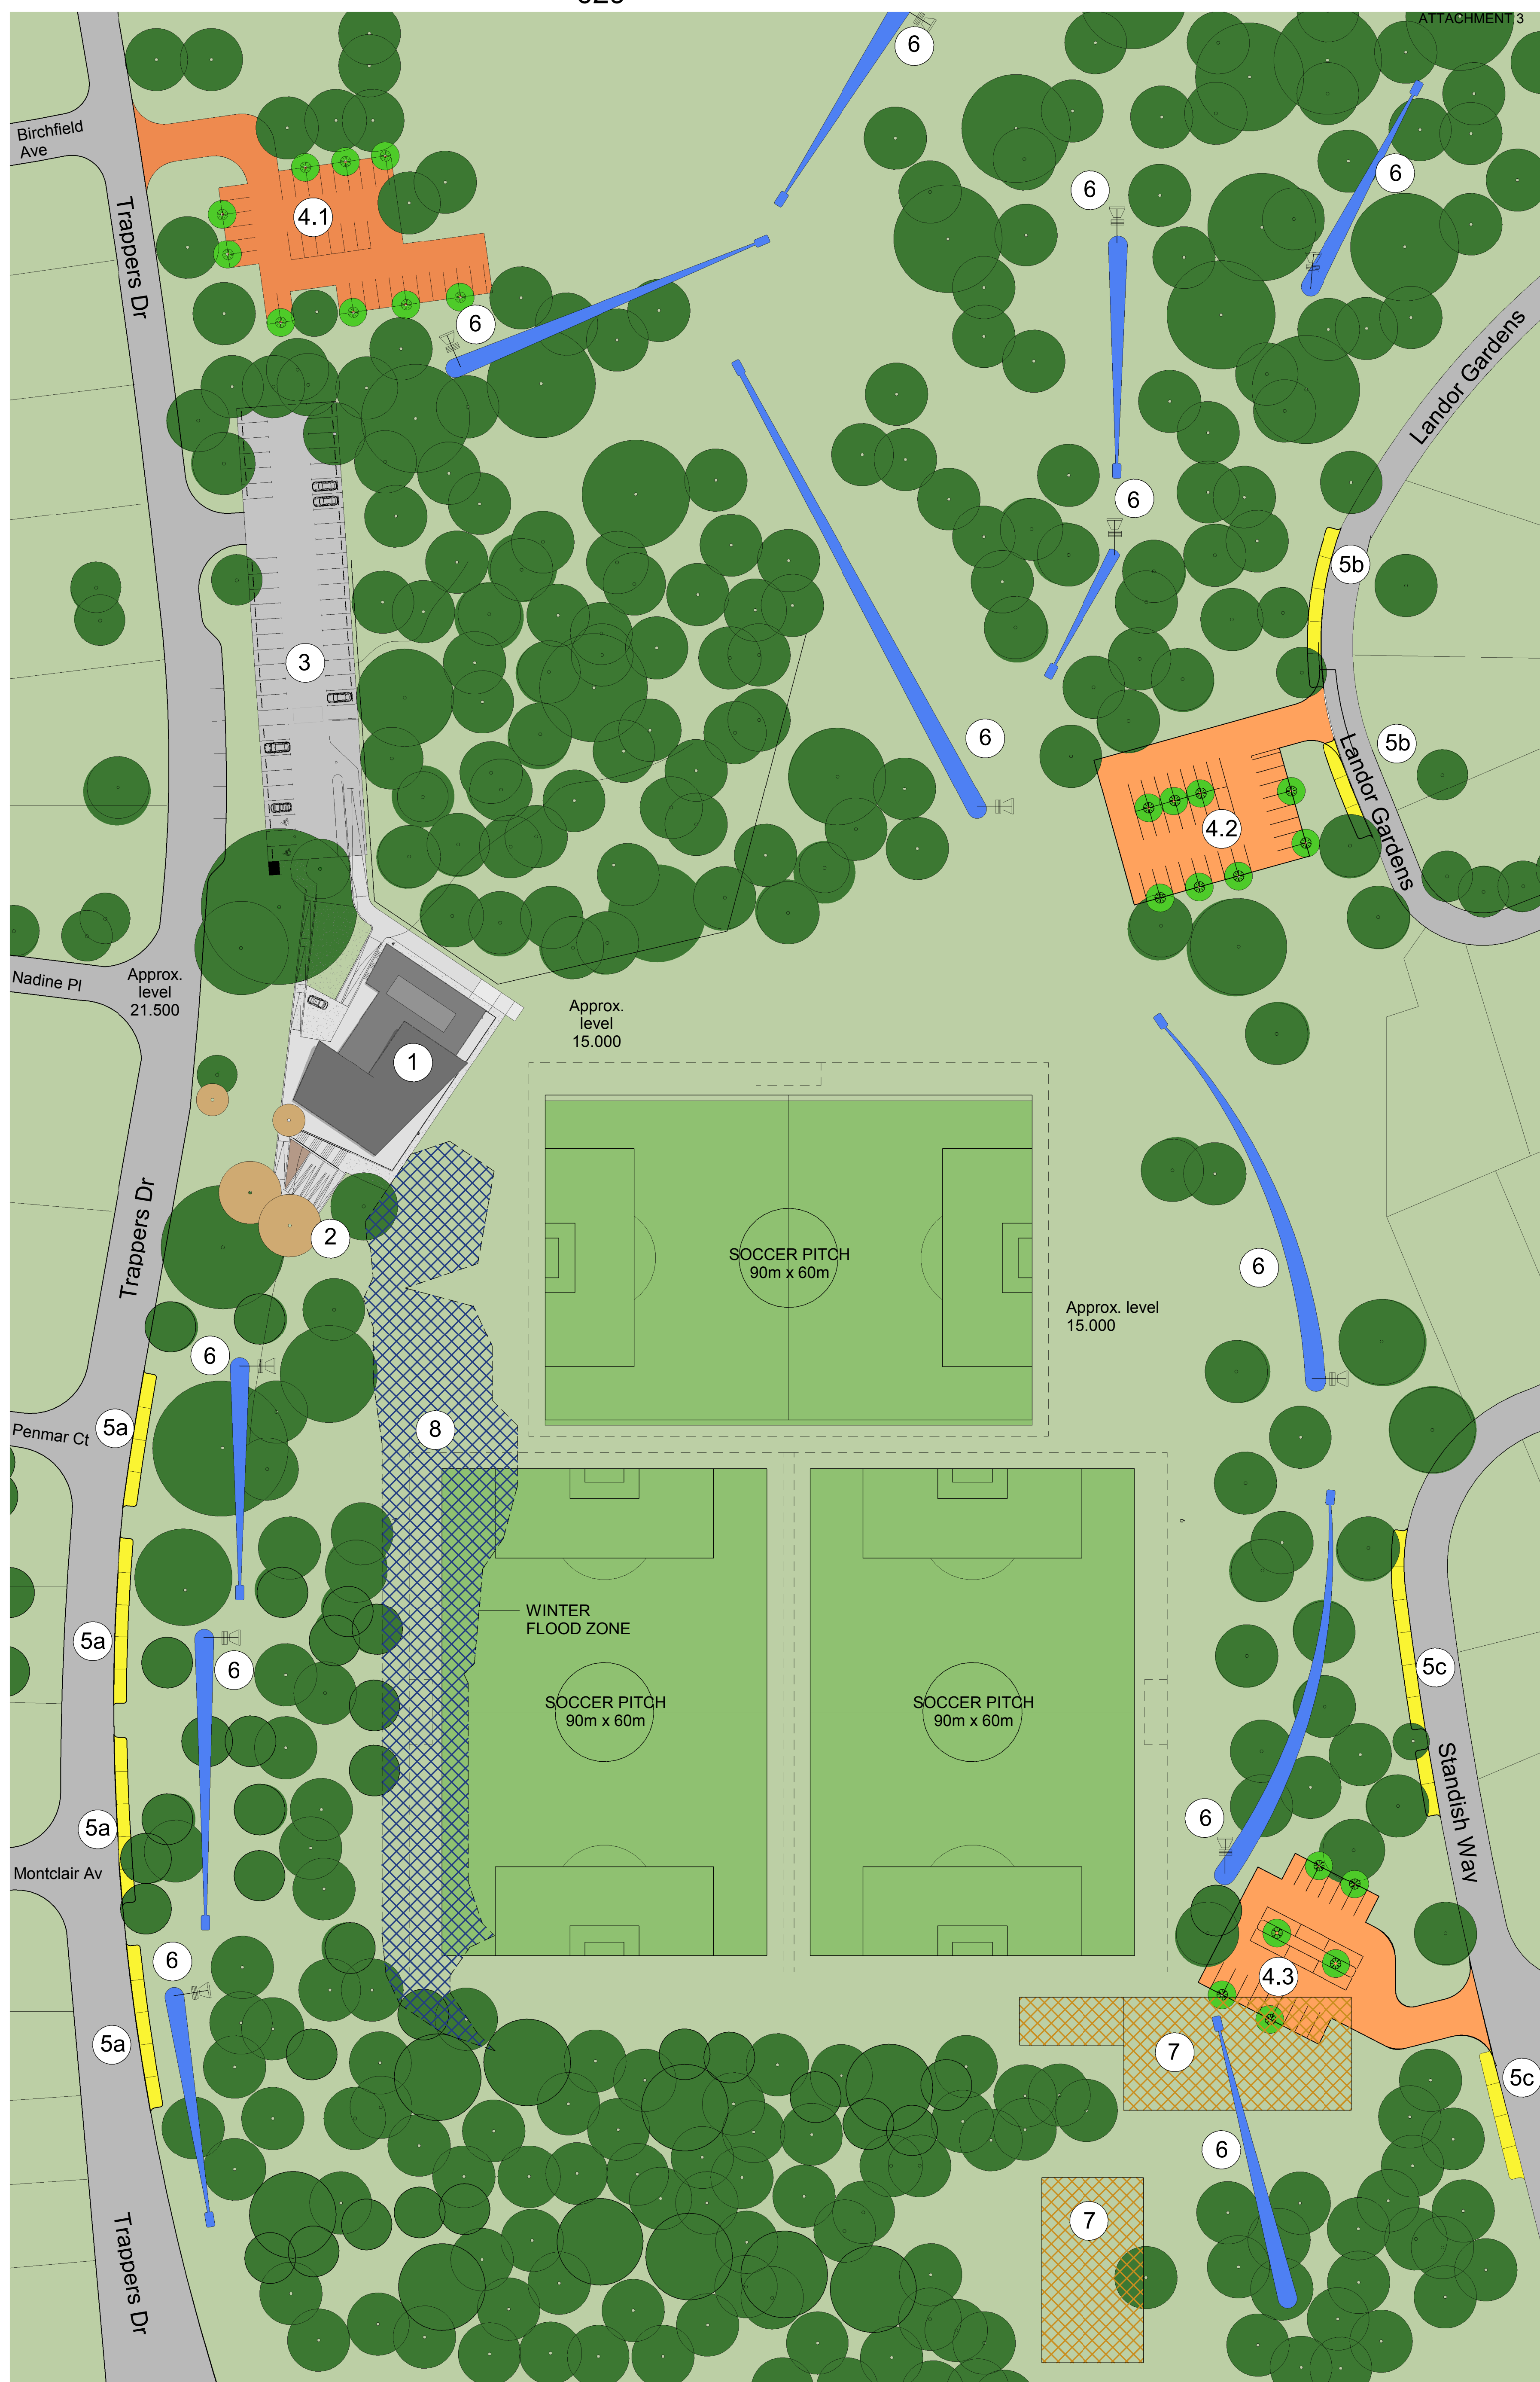 ATTACHMENT 3
6
Birchfield
Ave
6
6
4.1
Trappers Dr
6
Landor Gardens
6
5b
3
6
5b
Landor Gardens
4.2
Nadine Pl
Approx.
level
21.500
Approx.
level
15.000
1
Trappers Dr
2
SOCCER PITCH
90m x 60m
6
Approx. level
15.000
6
5a
Penmar Ct
8
WINTER
FLOOD ZONE
5a
6
5c
SOCCER PITCH
90m x 60m
SOCCER PITCH
90m x 60m
Standish Way
6
5a
Montclair Av
6
4.3
5a
7
5c
6
7
Trappers Dr